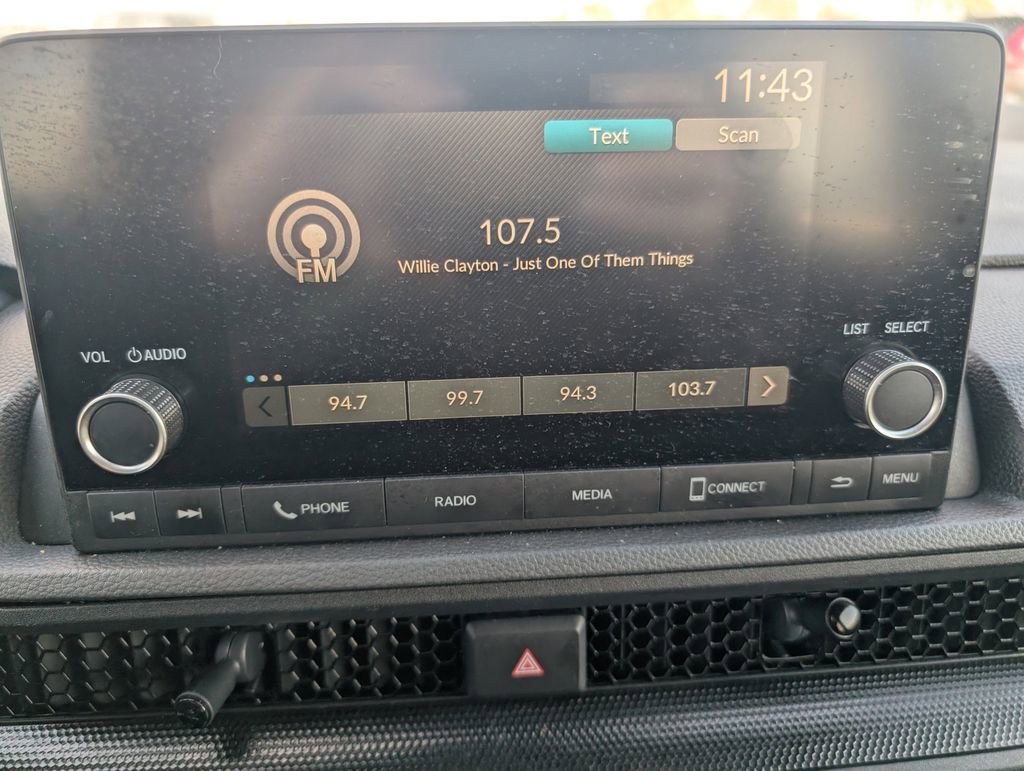 11:43
Text Scan
107.5
FM
Willie Clayton - Just One Of Them Things
LIST SELECT
VOL AUDIO
94.7 99.7 94.3 103.7
PHONE RADIO MEDIA CONNECT MENU